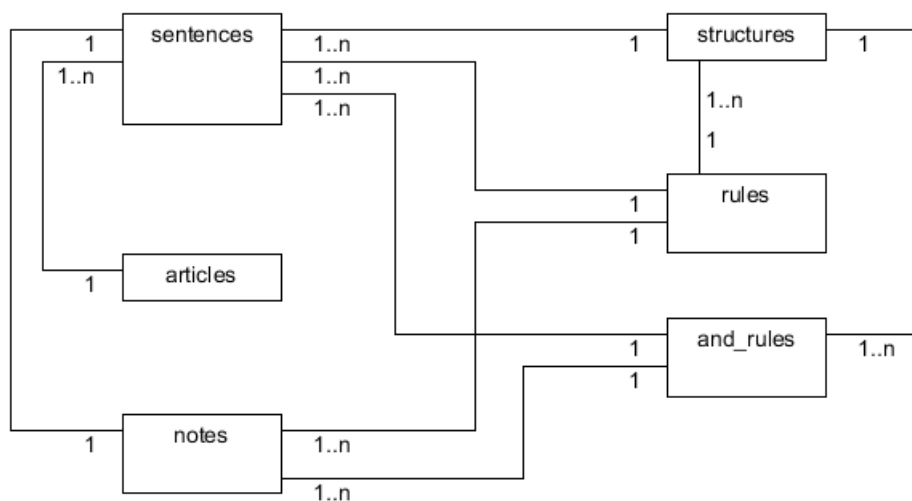 sentences
structures
1
1..n
1
1
1..n
1..n
1..n
1..n
1
rules
1
1
articles
1
and_rules
1
1..n
1
notes
1
1..n
1..n